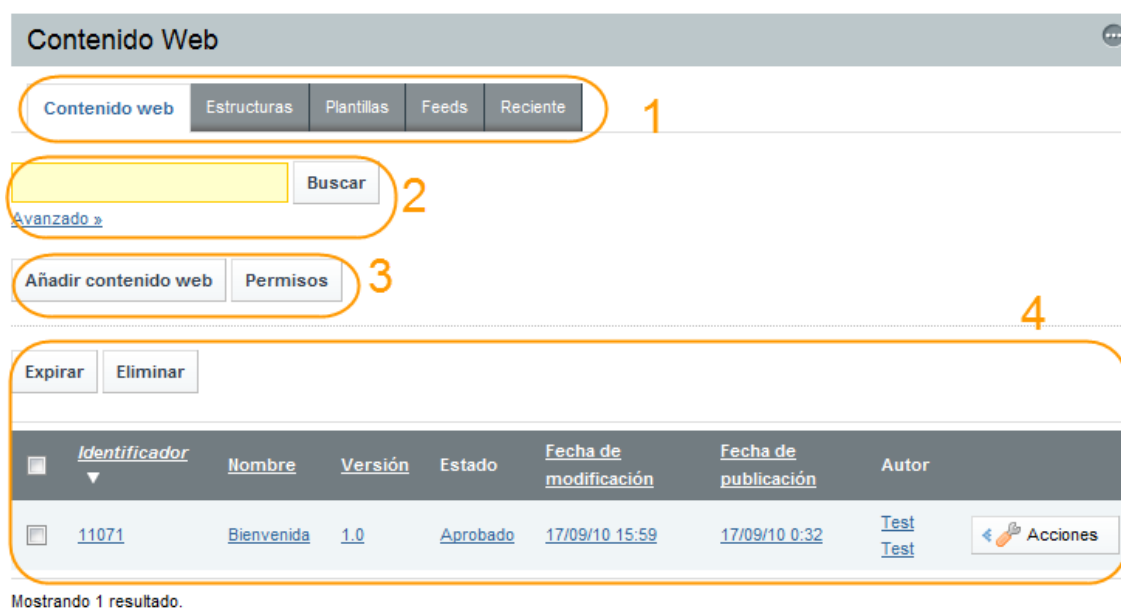 Contenido Web
Contenido web Estructuras Plantillas Feeds Reciente 1
Buscar 2
Avanzado »
Añadir contenido web Permisos 3
4
Expirar Eliminar
Identificador ▼ Nombre Versión Estado Fecha de modificación Fecha de publicación Autor
11071 Bienvenida 1.0 Aprobado 17/09/10 15:59 17/09/10 0:32 Test Test Acciones
Mostrando 1 resultado.